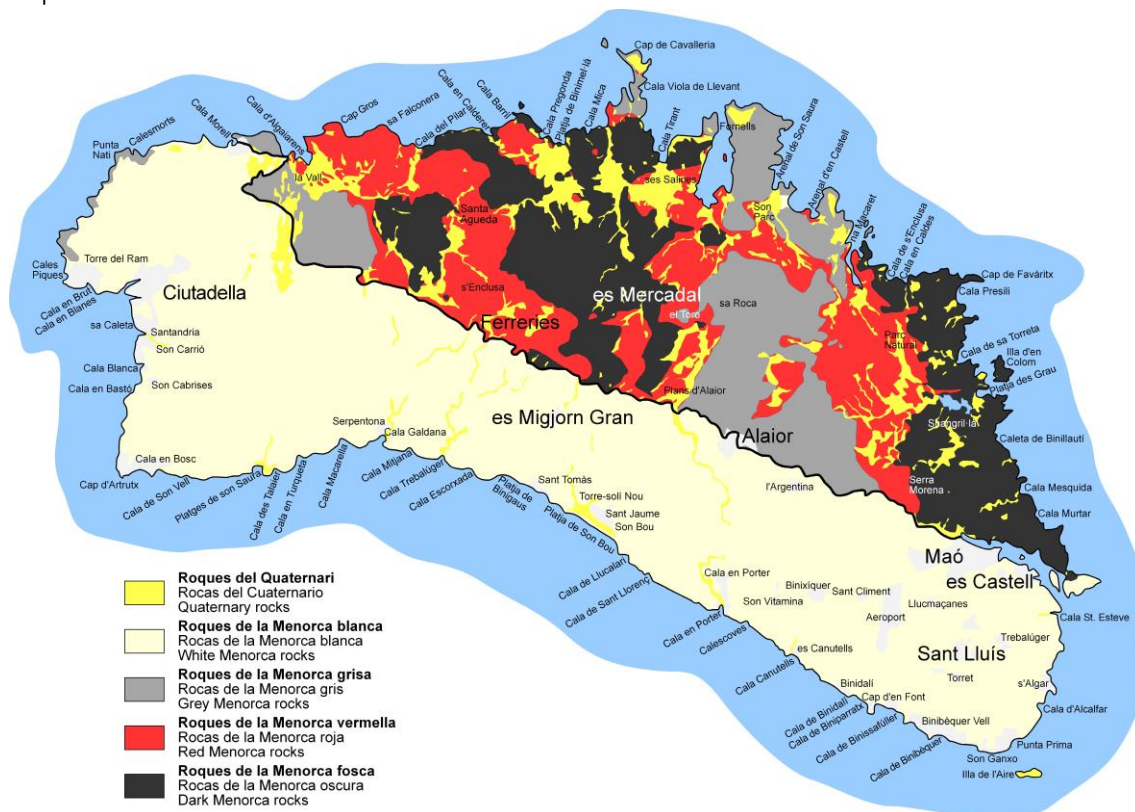 Cap de Cavalleria
Cala Viola de Llevant
Cala Mica
Platja de Binimel·là
Cala Pregonda
Cala Barril
Cala en Calderer
Cala del Pilar
sa Falconera
Cap Gros
Cala d'Algaiarens
Cala Morell
Calesmorts
Punta
Nati
Cala Tirant
Fornells
Arenal de Son Saura
Arenal d'en Castell
na Macaret
Cala de s'Enclusa
Cala en Caldes
Cap de Favàritx
Cala Presili
Cala de sa Torreta
Illa d'en
Colom
Platja des Grau
la Vall
ses Salines
Son
Parc
Santa
Àgueda
s'Enclusa
es Mercadal
el Toro
sa Roca
Ferreries
Parc
Natural
Plans d'Alaior
Shangril·la
Caleta de Binillautí
Cala Mesquida
Cala Murtar
Serra
Morena
Cales
Piques
Torre del Ram
Cala en Brut
Cala en Blanes
Ciutadella
sa Caleta
Santandria
Son Carrió
Cala Blanca
Cala en Bastó
Son Cabrises
es Migjorn Gran
Alaior
Serpentona
Cala Galdana
l'Argentina
Cala en Bosc
Cap d'Artrutx
Cala de Son Vell
Platges de son Saura
Cala des Talaier
Cala en Turqueta
Cala Macarella
Cala Mitjana
Cala Trebalúger
Cala Escorxada
Platja de
Binigaus
Platja de Son Bou
Sant Tomàs
Torre-solí Nou
Sant Jaume
Son Bou
Cala de Llucalari
Cala de Sant Llorenç
Maó
es Castell
Cala en Porter
Binixíquer
Sant Climent
Son Vitamina
Llucmaçanes
Aeroport
Cala St. Esteve
Cala en Porter
Calescoves
Trebalúger
es Canutells
Sant Lluís
Cala Canutells
Torret
s'Algar
Binidalí
Cap d'en Font
Cala d'Alcalfar
Cala de Binidalí
Cala de Biniparratx
Cala de Binissafúller
Cala de Binibèquer
Binibèquer Vell
Punta Prima
Son Ganxo
Illa de l'Aire
Roques del Quaternari
Rocas del Cuaternario
Quaternary rocks
Roques de la Menorca blanca
Rocas de la Menorca blanca
White Menorca rocks
Roques de la Menorca grisa
Rocas de la Menorca gris
Grey Menorca rocks
Roques de la Menorca vermella
Rocas de la Menorca roja
Red Menorca rocks
Roques de la Menorca fosca
Rocas de la Menorca oscura
Dark Menorca rocks